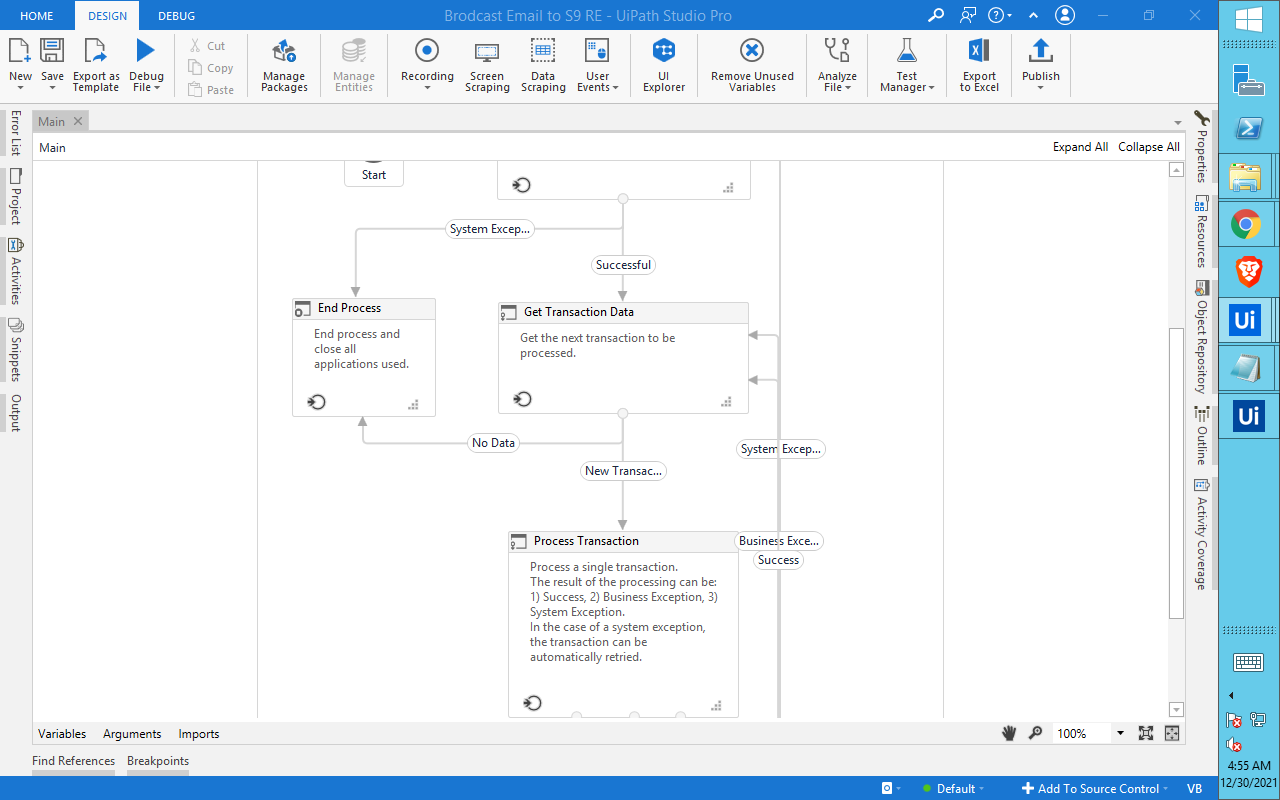 HOME
DESIGN
DEBUG
Brodcast Email to S9 RE - UiPath Studio Pro
New
Save
Export as
Template
Debug
File
Cut
Copy
Paste
Manage
Packages
Manage
Entities
Recording
Screen
Scraping
Data
Scraping
User
Events
UI
Explorer
Remove Unused
Variables
Analyze
File
Test
Manager
Export
to Excel
Publish
Error List
Project
Activities
Snippets
Output
Main
Main
Expand All
Collapse All
Start
System Excep...
Successful
End Process
End process and
close all
applications used.
Get Transaction Data
Get the next transaction to be
processed.
No Data
New Transac...
System Excep...
Process Transaction
Process a single transaction.
The result of the processing can be:
1) Success, 2) Business Exception, 3)
System Exception.
In the case of a system exception,
the transaction can be
automatically retried.
Business Exce...
Success
Properties
Resources
Object Repository
Outline
Activity Coverage
Ui
Ui
Variables
Arguments
Imports
100%
Find References
Breakpoints
Default
Add To Source Control
VB
4:55 AM
12/30/2021